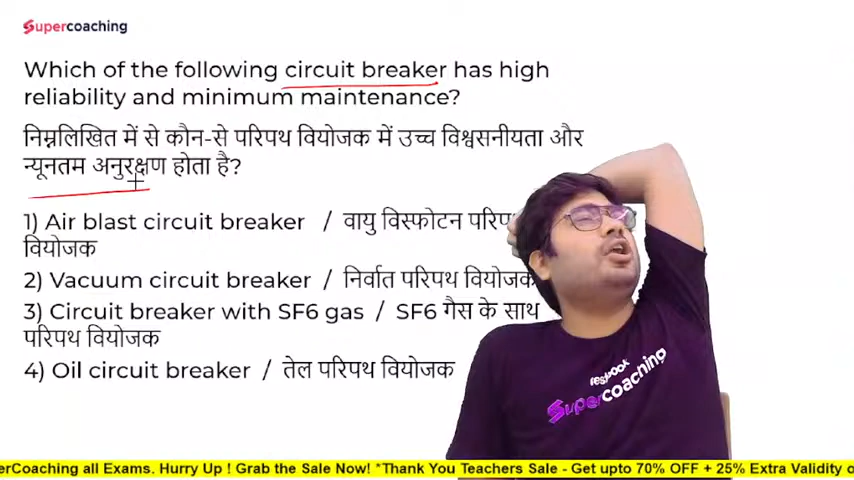 Supercoaching
Which of the following circuit breaker has high
reliability and minimum maintenance?
निम्नलिखित में से कौन-से परिपथ वियोजक में उच्च विश्वसनीयता और
न्यूनतम अनुरक्षण होता है?
1) Air blast circuit breaker / वायु विस्फोटन
वियोजक
2) Vacuum circuit breaker / निर्वात परिपथ वियोजक
3) Circuit breaker with SF6 gas / SF6 गैस के साथ
परिपथ वियोजक
4) Oil circuit breaker / तेल परिपथ वियोजक
testbook
Supercoaching
erCoaching all Exams. Hurry Up ! Grab the Sale Now! *Thank You Teachers Sale - Get upto 70% OFF + 25% Extra Validity o